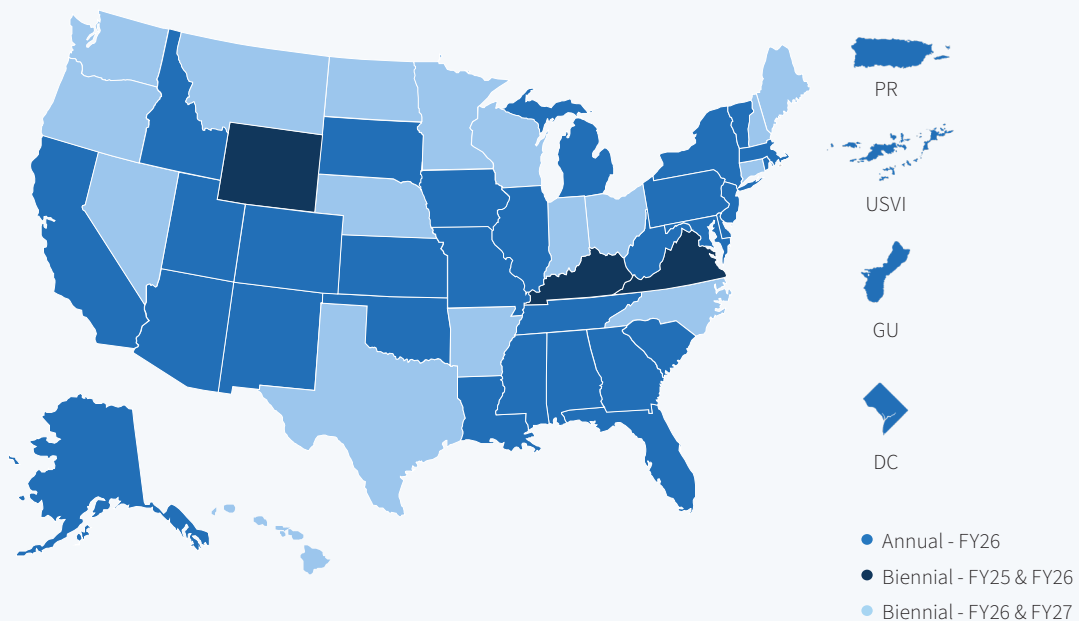 PR
USVI
GU
DC
Annual - FY26
Biennial - FY25 & FY26
Biennial - FY26 & FY27